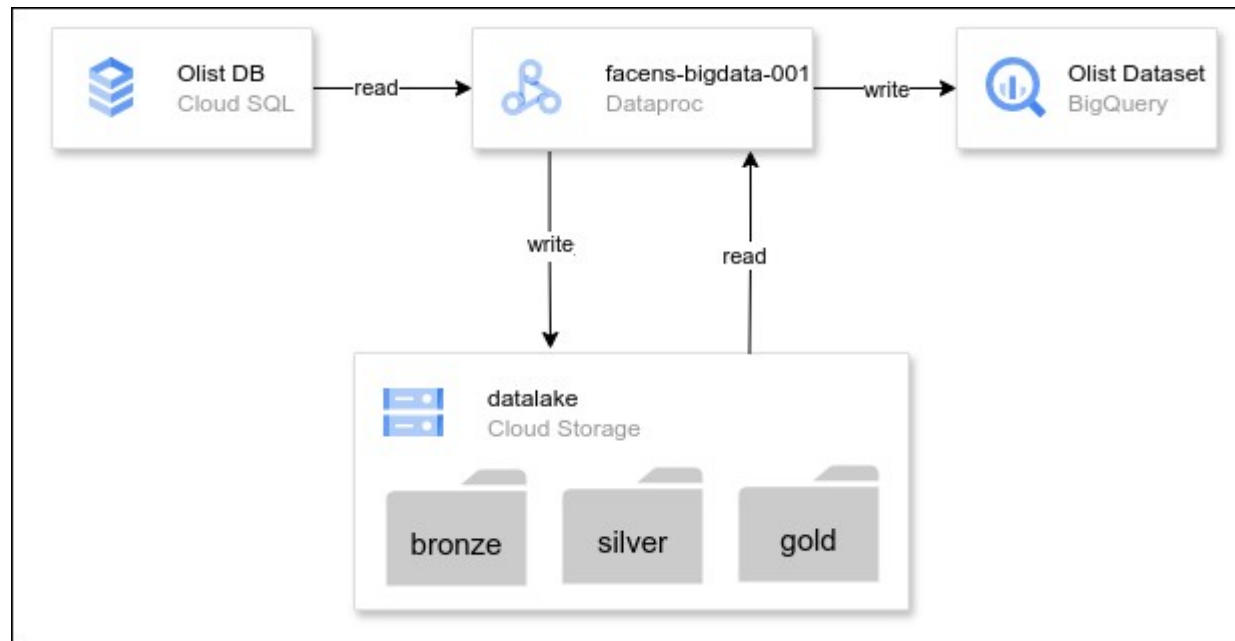 Olist DB
Cloud SQL
read
facens-bigdata-001
Dataproc
write
Olist Dataset
BigQuery
write
read
datalake
Cloud Storage
bronze
silver
gold